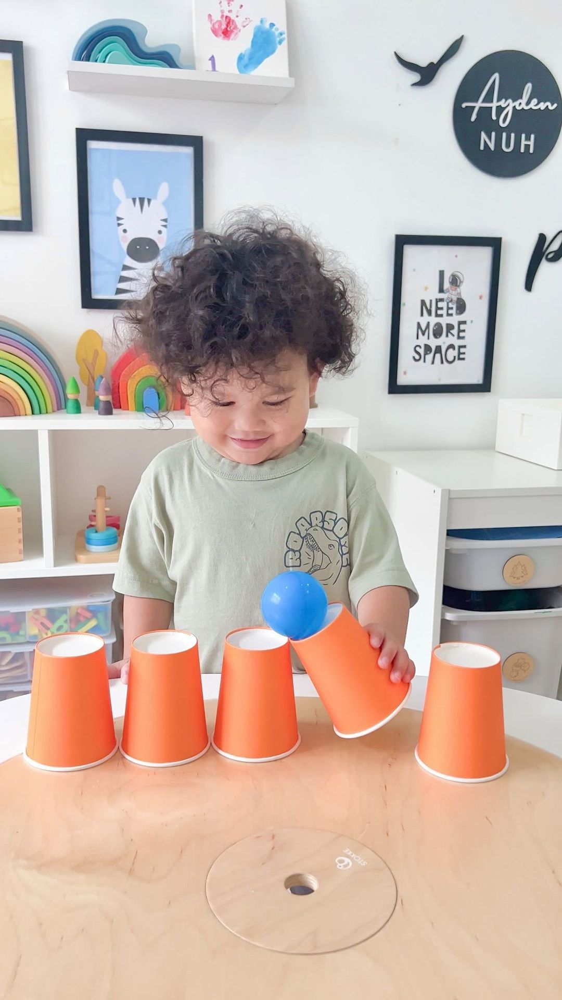 1
Ayden
NUH
I
NEED
MORE
SPACE
p
ROARSOME
STOKKE